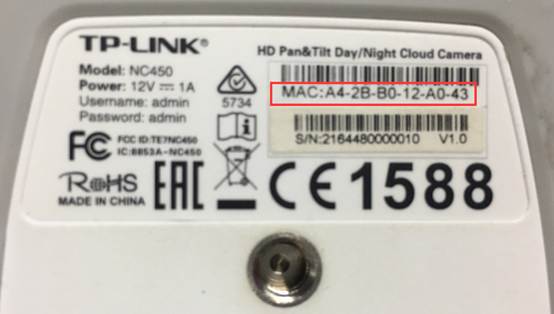 TP-LINK®
HD Pan&Tilt Day/Night Cloud Camera
Model: NC450
Power: 12V⎓1A
Username: admin
Password: admin
5734
MAC:A4-2B-B0-12-A0-43
S/N:2164480000010 V1.0
FC
FCC ID:TE7NC450
IC:8853A-NC450
RoHS
MADE IN CHINA
EAC
CE1588